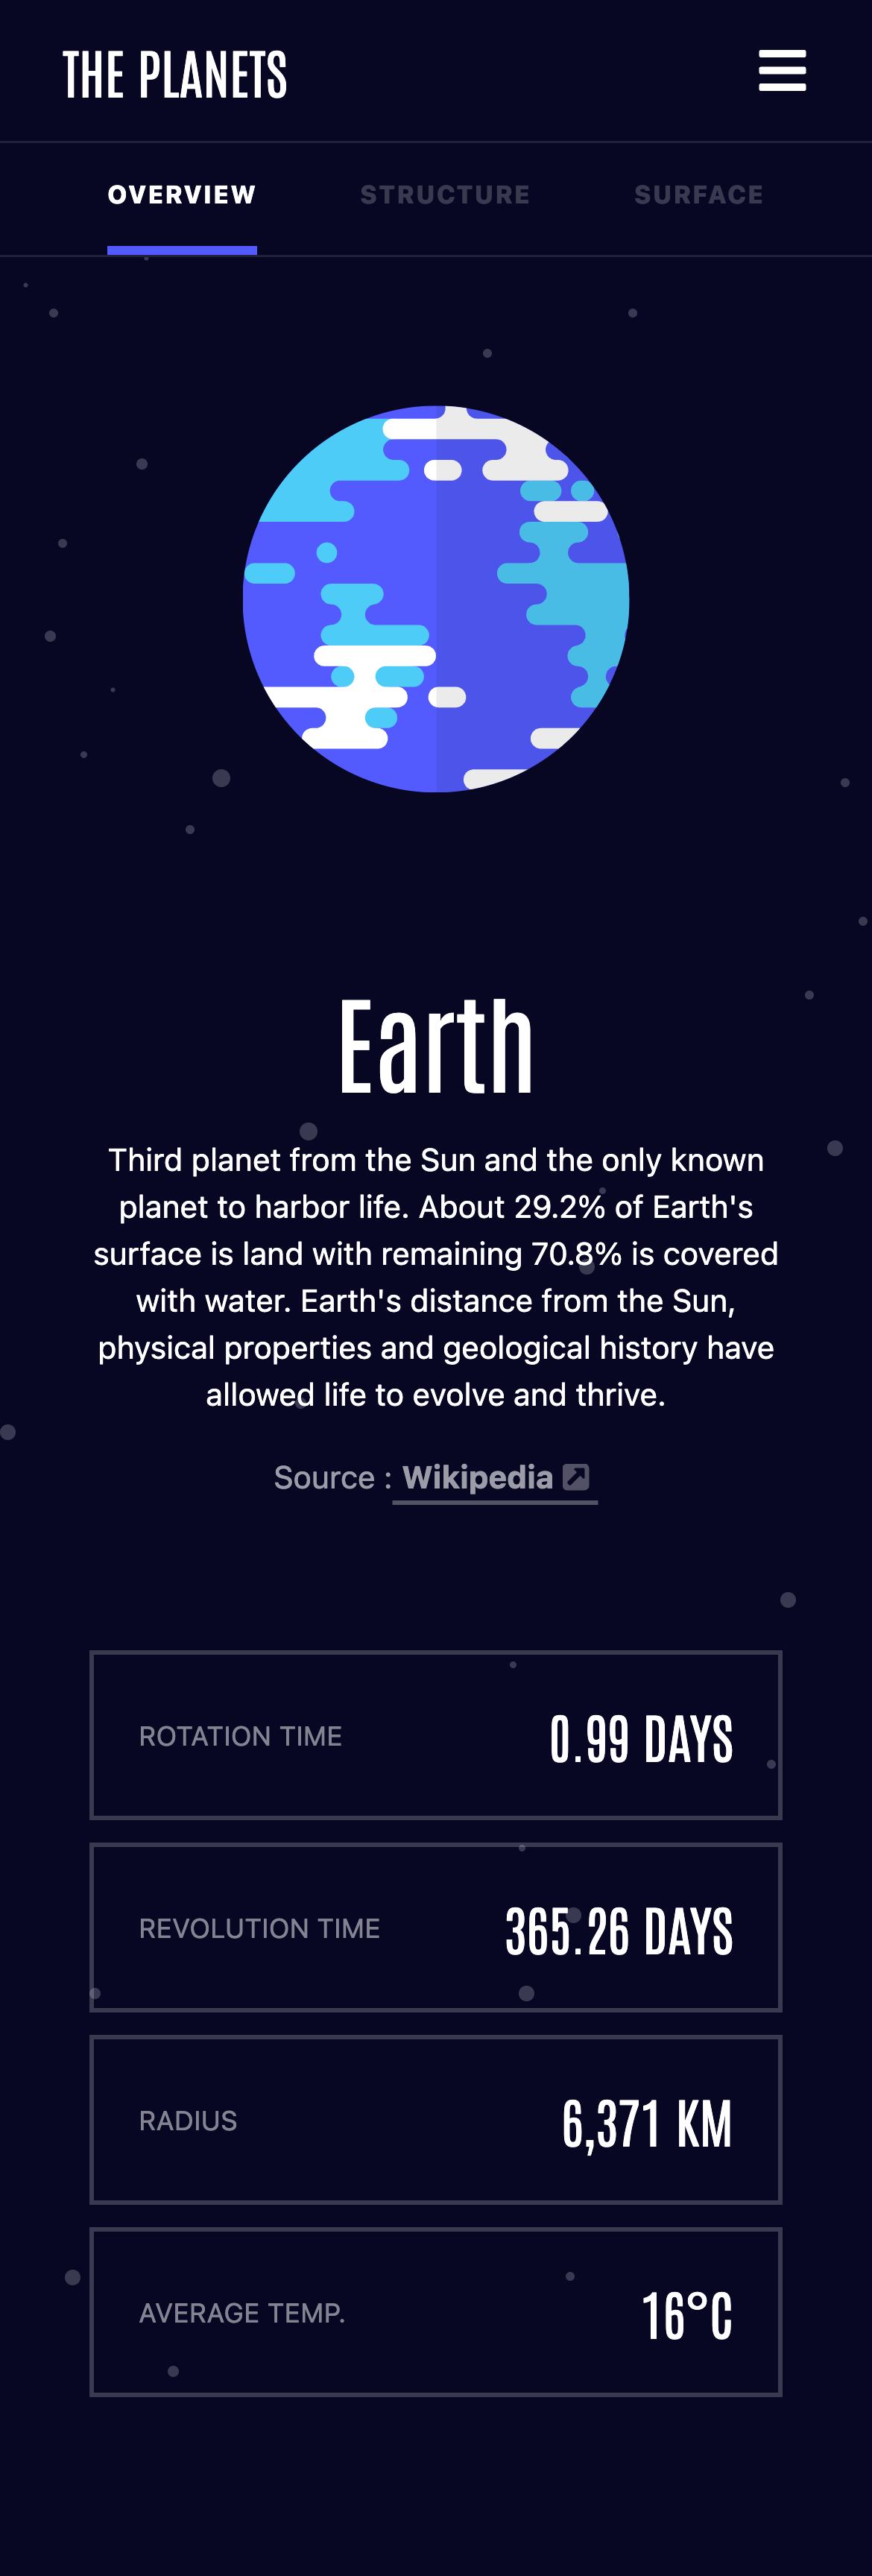 THE PLANETS
OVERVIEW STRUCTURE SURFACE
Earth
Third planet from the Sun and the only known
planet to harbor life. About 29.2% of Earth's
surface is land with remaining 70.8% is covered
with water. Earth's distance from the Sun,
physical properties and geological history have
allowed life to evolve and thrive.
Source : Wikipedia
ROTATION TIME 0.99 DAYS
REVOLUTION TIME 365.26 DAYS
RADIUS 6,371 KM
AVERAGE TEMP. 16°C